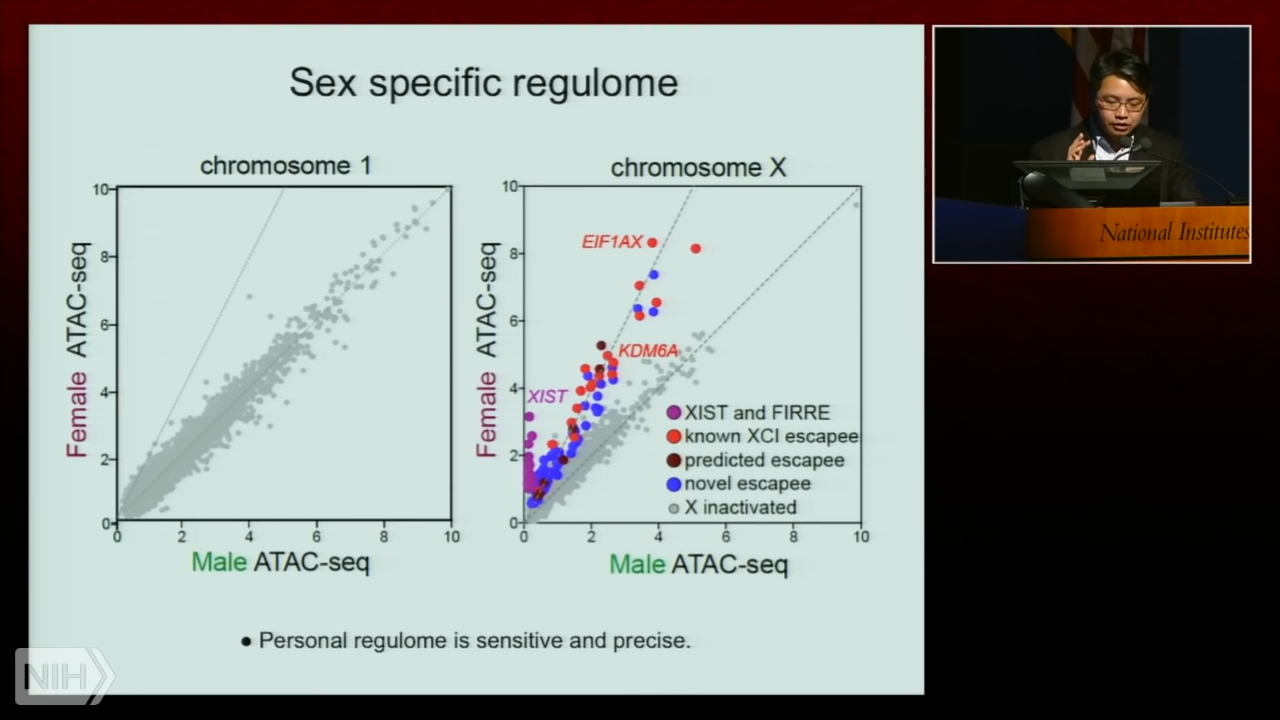 Sex specific regulome
chromosome 1
10
8
6
4
2
0
0 2 4 6 8 10
Female ATAC-seq
Male ATAC-seq
chromosome X
10
8
6
4
2
0
0 2 4 6 8 10
Female ATAC-seq
Male ATAC-seq
EIF1AX
KDM6A
XIST
XIST and FIRRE
known XCI escapee
predicted escapee
novel escapee
X inactivated
• Personal regulome is sensitive and precise.
National Institutes
NIH